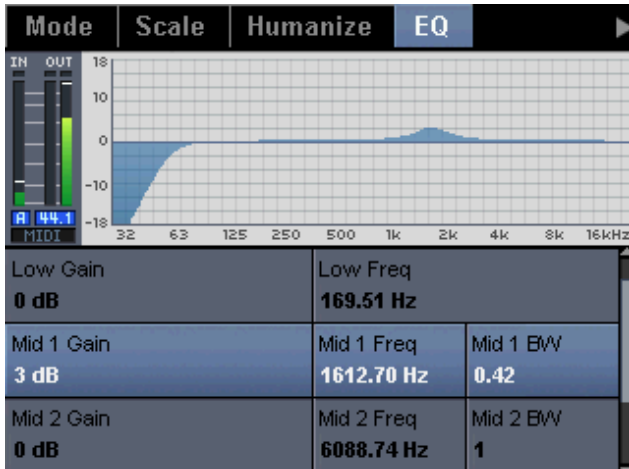 Mode Scale Humanize EQ
IN OUT
18
10
0
-10
-18
A 44.1
MIDI
32 63 125 250 500 1k 2k 4k 8k 16kHz
Low Gain Low Freq
0 dB 169.51 Hz
Mid 1 Gain Mid 1 Freq Mid 1 BW
3 dB 1612.70 Hz 0.42
Mid 2 Gain Mid 2 Freq Mid 2 BW
0 dB 6088.74 Hz 1